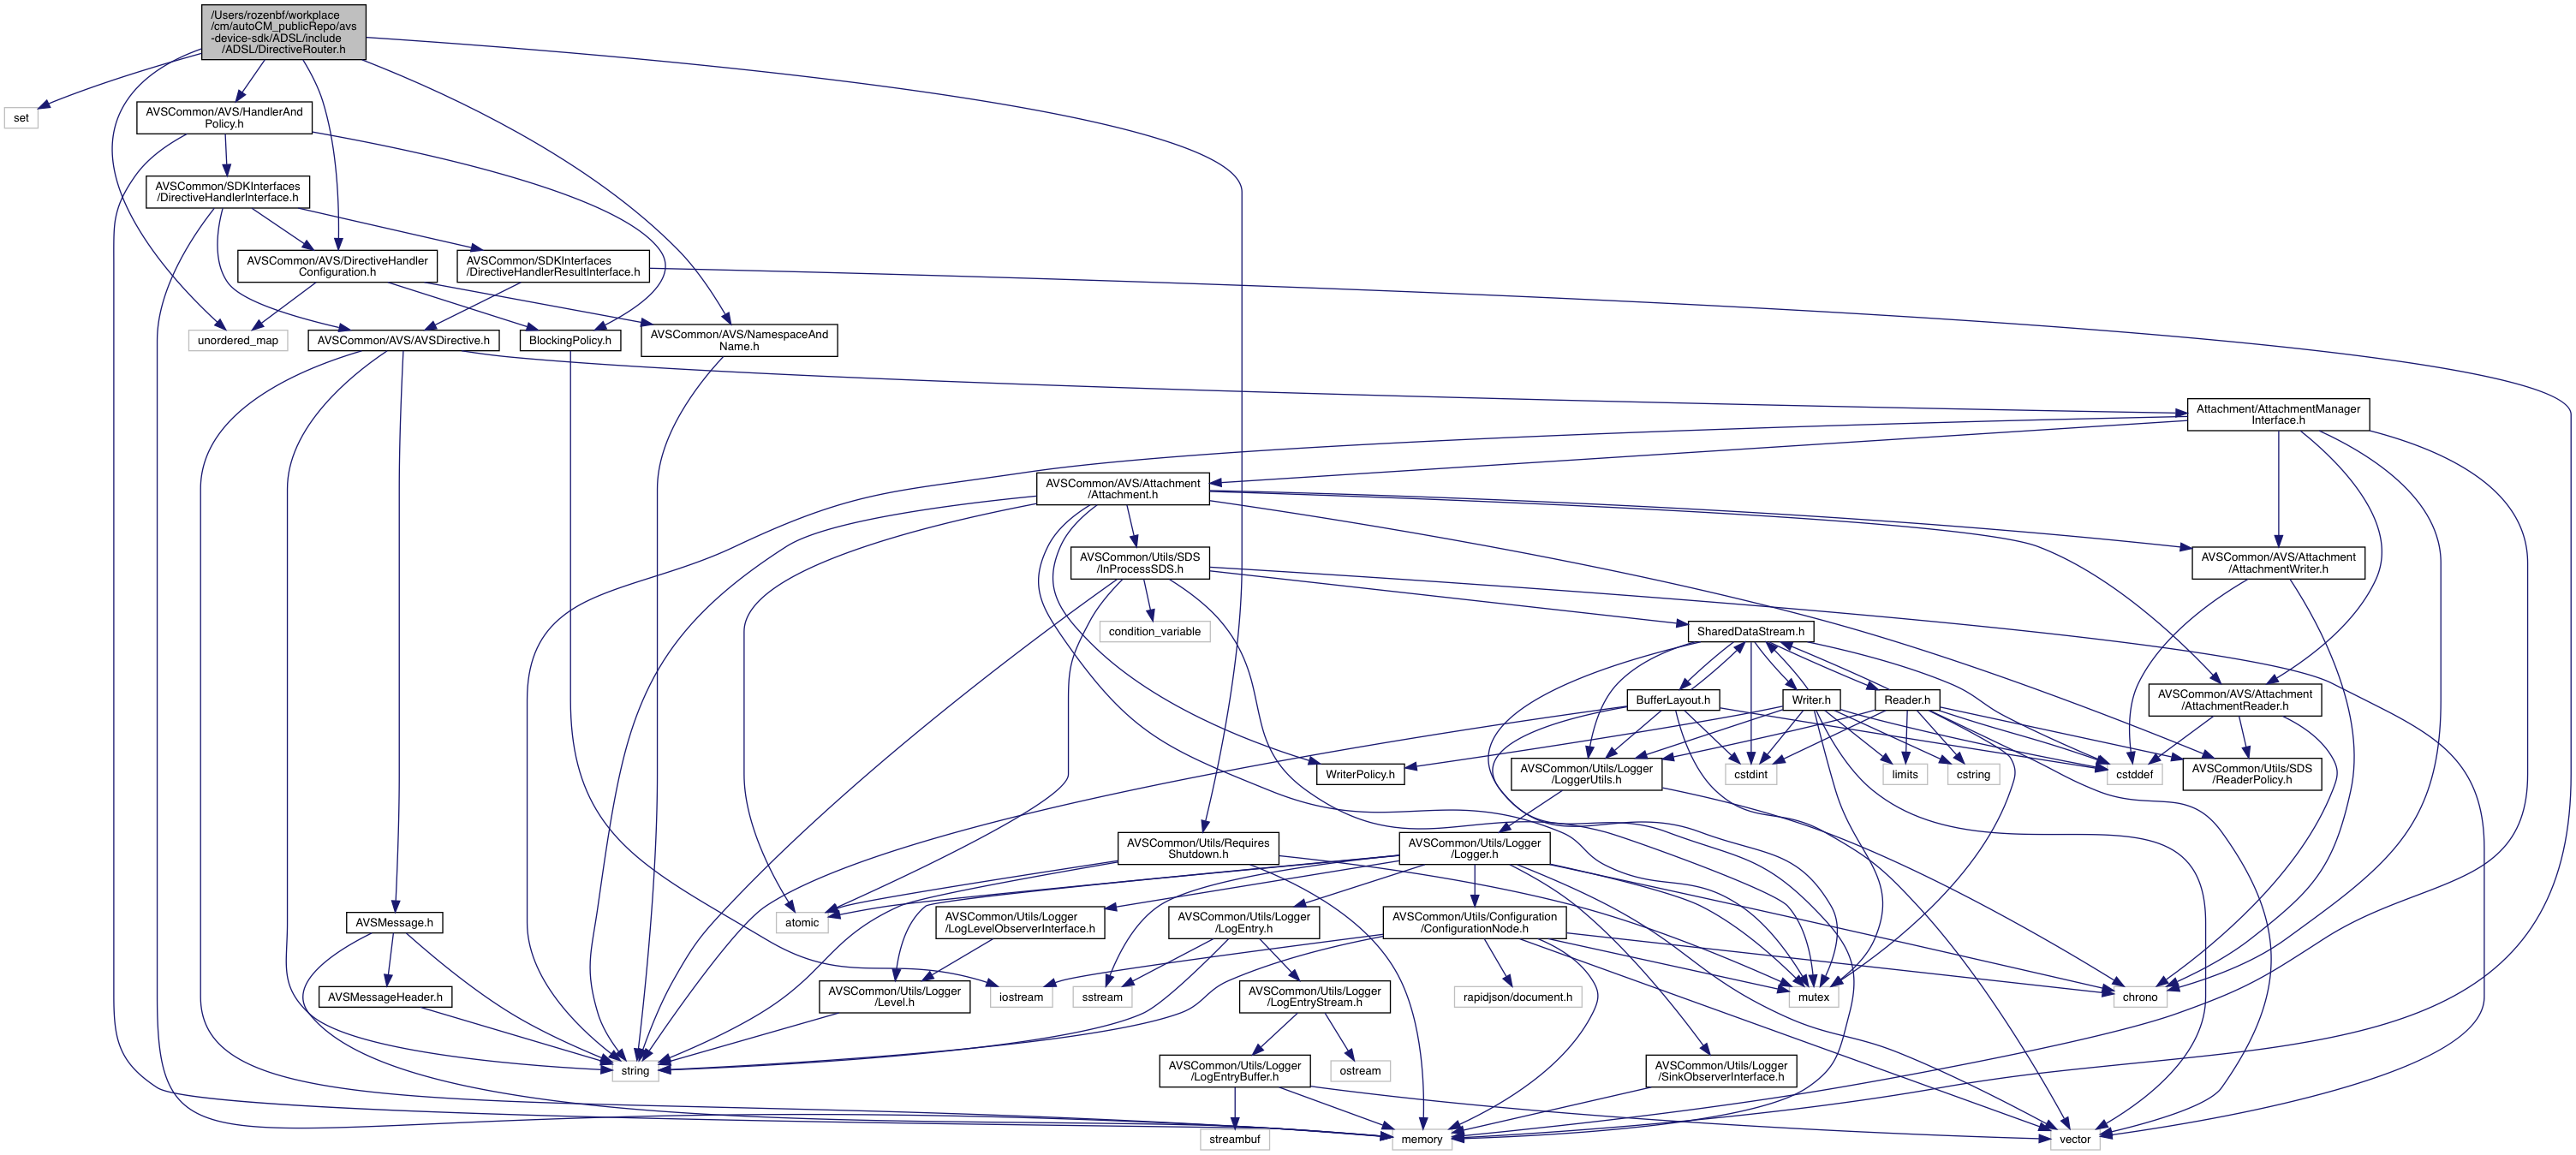 /Users/rozenbf/workplace
/cm/autoCM_publicRepo/avs
-device-sdk/ADSL/include
/ADSL/DirectiveRouter.h
set
AVSCommon/AVS/HandlerAnd
Policy.h
AVSCommon/SDKInterfaces
/DirectiveHandlerInterface.h
AVSCommon/AVS/DirectiveHandler
Configuration.h
AVSCommon/SDKInterfaces
/DirectiveHandlerResultInterface.h
unordered_map
AVSCommon/AVS/AVSDirective.h
BlockingPolicy.h
AVSCommon/AVS/NamespaceAnd
Name.h
Attachment/AttachmentManager
Interface.h
AVSCommon/AVS/Attachment
/Attachment.h
AVSCommon/Utils/SDS
/InProcessSDS.h
AVSCommon/AVS/Attachment
/AttachmentWriter.h
condition_variable
SharedDataStream.h
BufferLayout.h
Writer.h
Reader.h
AVSCommon/AVS/Attachment
/AttachmentReader.h
WriterPolicy.h
AVSCommon/Utils/Logger
/LoggerUtils.h
cstdint
limits
cstring
cstddef
AVSCommon/Utils/SDS
/ReaderPolicy.h
AVSCommon/Utils/Requires
Shutdown.h
AVSCommon/Utils/Logger
/Logger.h
AVSMessage.h
atomic
AVSCommon/Utils/Logger
/LogLevelObserverInterface.h
AVSCommon/Utils/Logger
/LogEntry.h
AVSCommon/Utils/Configuration
/ConfigurationNode.h
AVSMessageHeader.h
AVSCommon/Utils/Logger
/Level.h
iostream
sstream
AVSCommon/Utils/Logger
/LogEntryStream.h
rapidjson/document.h
mutex
chrono
string
AVSCommon/Utils/Logger
/LogEntryBuffer.h
ostream
AVSCommon/Utils/Logger
/SinkObserverInterface.h
streambuf
memory
vector